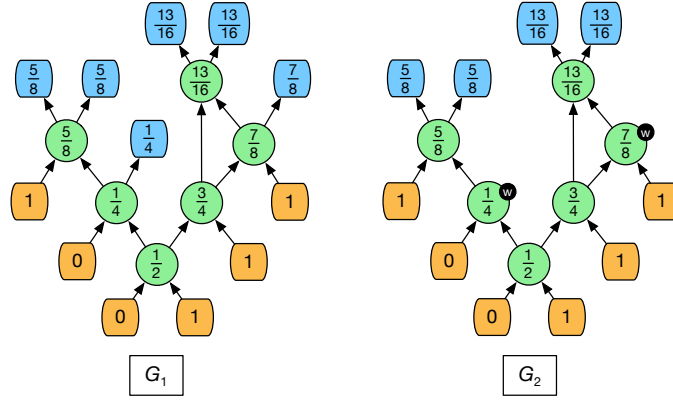 13/16 13/16 13/16 13/16
5/8 5/8 13/16 7/8 5/8 5/8 13/16
5/8 1/4 7/8 5/8 7/8 w
1 1/4 3/4 1 1 1/4 w 3/4 1
0 1/2 1 0 1/2 1
0 1 0 1
G₁ G₂